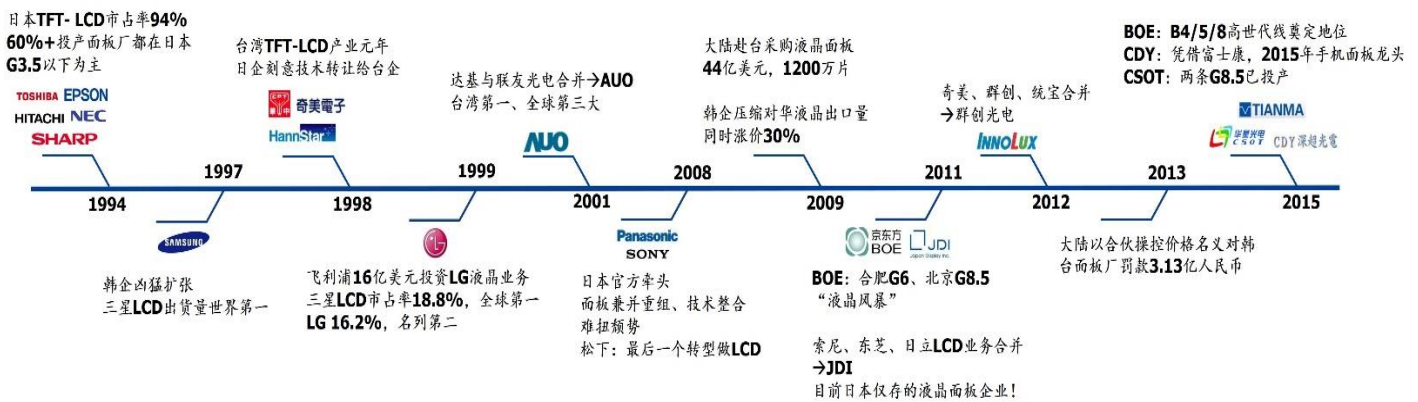 日本TFT- LCD市占率94%
60%+投产面板厂都在日本
G3.5以下为主
TOSHIBA EPSON
HITACHI NEC
SHARP
1994
1997
SAMSUNG
韩企凶猛扩张
三星LCD出货量世界第一
台湾TFT-LCD产业元年
日企刻意技术转让给台企
CPT
奇美電子
HannStar
1998
1999
LG
飞利浦16亿美元投资LG液晶业务
三星LCD市占率18.8%，全球第一
LG 16.2%，名列第二
达基与联友光电合并→AUO
台湾第一、全球第三大
AUO
2001
2008
Panasonic
SONY
日本官方牵头
面板兼并重组、技术整合
难扭颓势
松下：最后一个转型做LCD
大陆赴台采购液晶面板
44亿美元，1200万片
韩企压缩对华液晶出口量
同时涨价30%
2009
2011
京东方
BOE
JDI
Japan Display Inc.
BOE：合肥G6、北京G8.5
“液晶风暴”
索尼、东芝、日立LCD业务合并
→JDI
目前日本仅存的液晶面板企业！
奇美、群创、统宝合并
→群创光电
INNOLUX
2012
2013
大陆以合伙操控价格名义对韩
台面板厂罚款3.13亿人民币
BOE：B4/5/8高世代线奠定地位
CDY：凭借富士康，2015年手机面板龙头
CSOT：两条G8.5已投产
TIANMA
华星光电
CSOT
CDY深超光電
2015